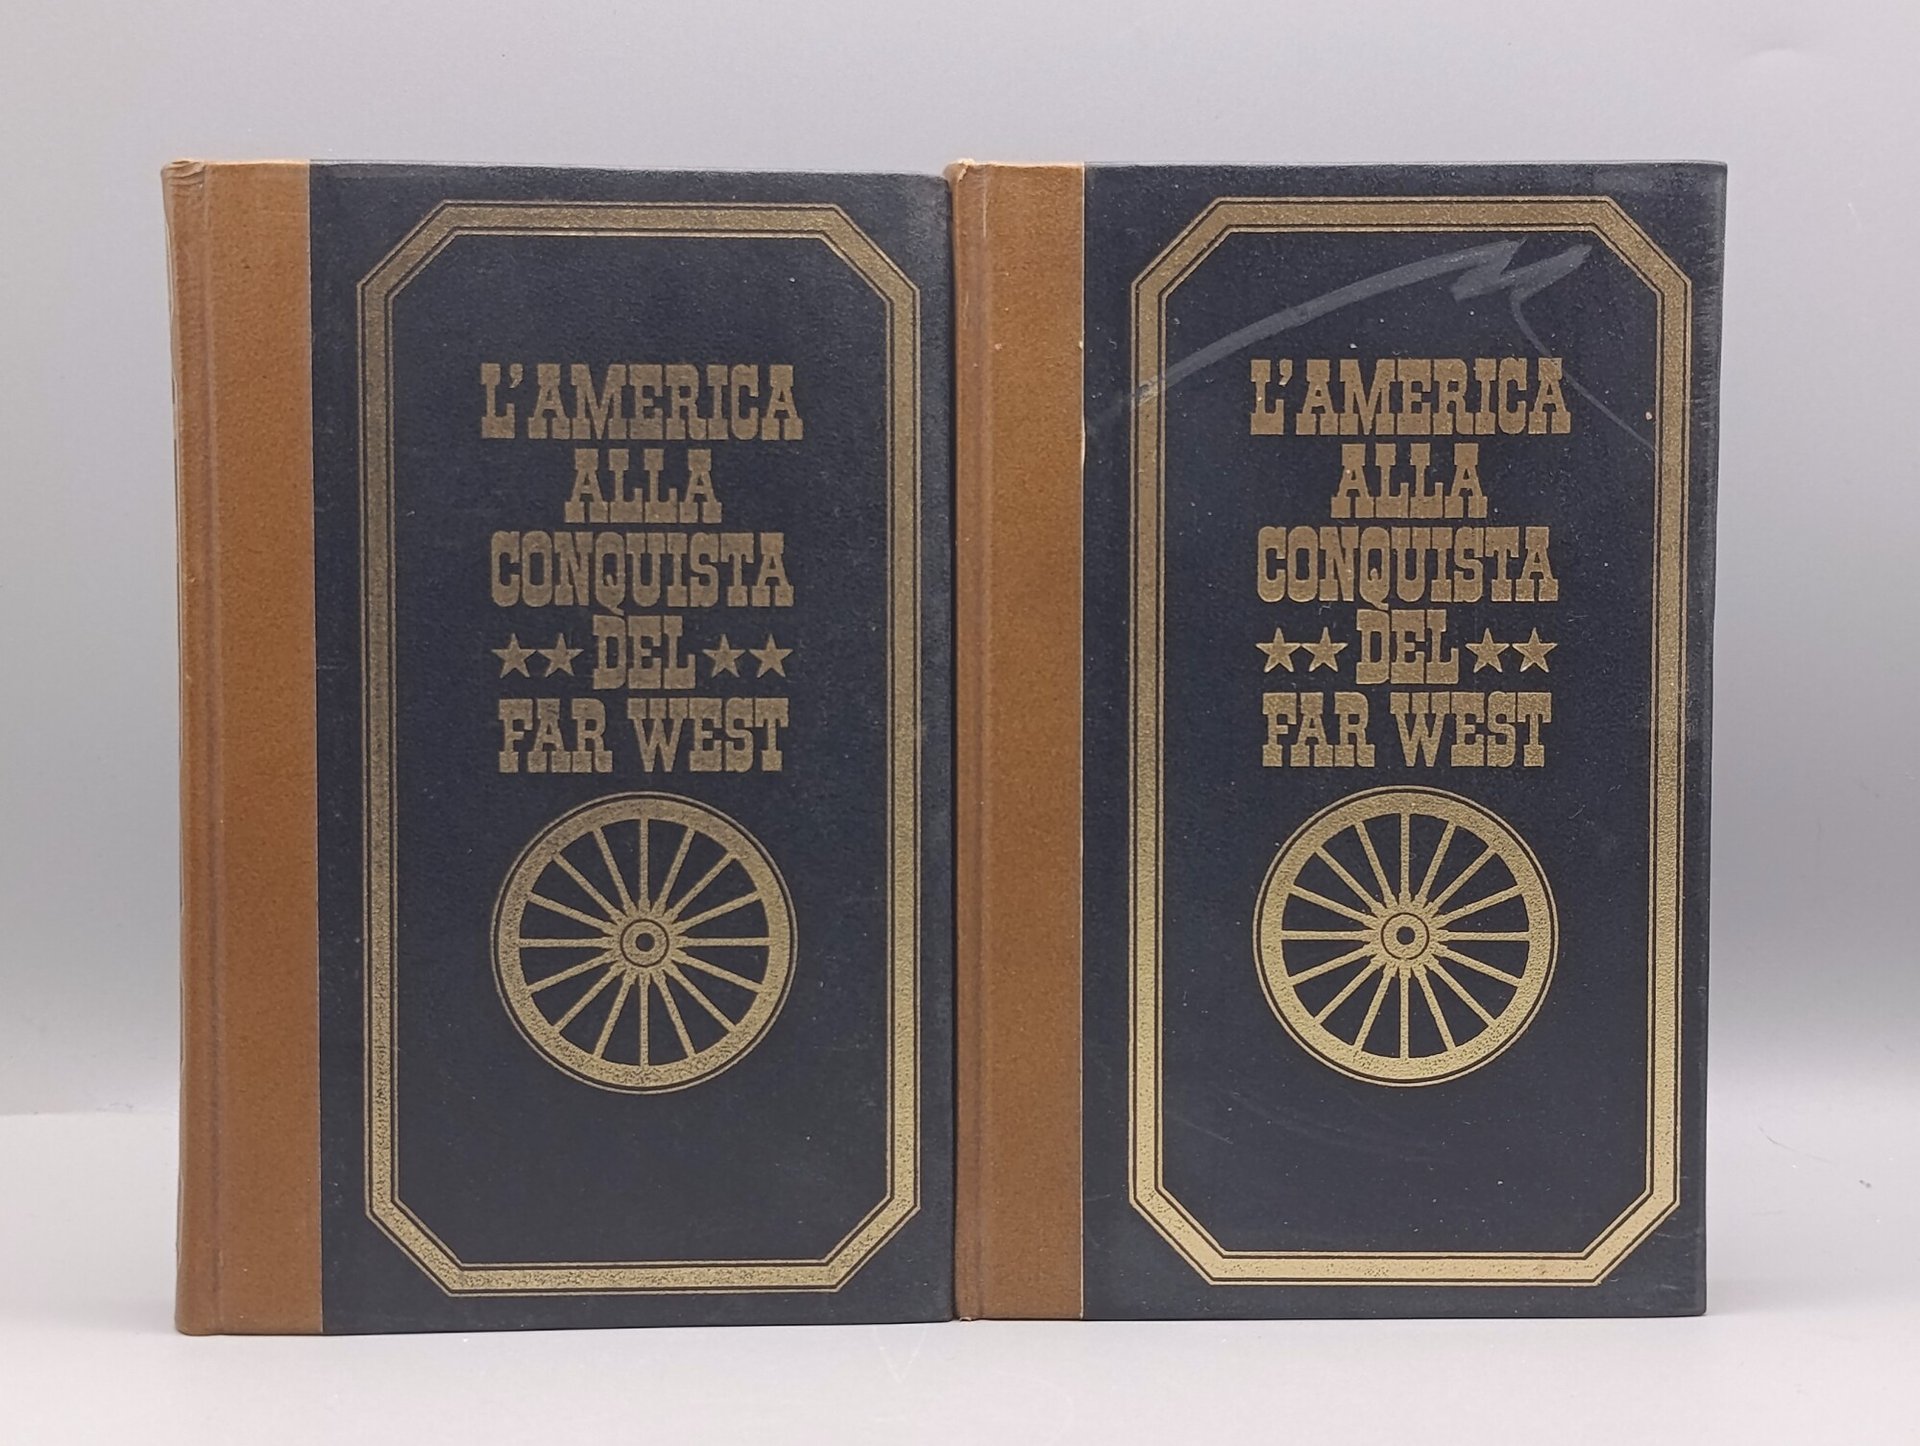 L'AMERICA
ALLA
CONQUISTA
DEL
FAR WEST
L'AMERICA
ALLA
CONQUISTA
DEL
FAR WEST